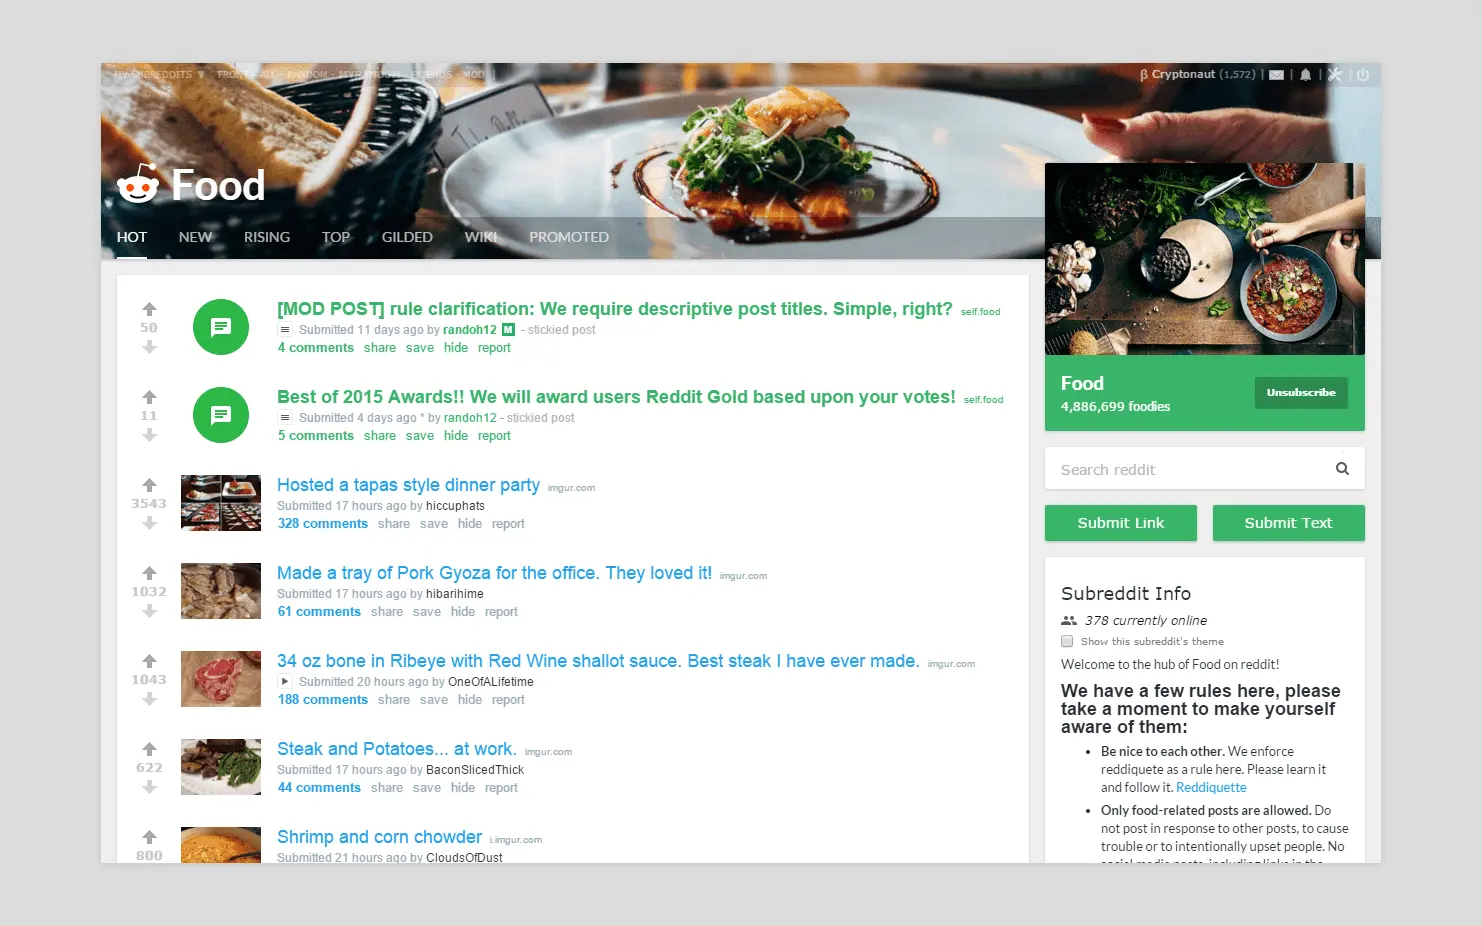 MY SUBREDDITS ▼ FRONT - ALL - RANDOM - MYRANDOM - FRIENDS - MOD |
β Cryptonaut (1,572) | | | |
Food
HOT NEW RISING TOP GILDED WIKI PROMOTED
50
[MOD POST] rule clarification: We require descriptive post titles. Simple, right? self.food
Submitted 11 days ago by randoh12 M - stickied post
4 comments share save hide report
11
Best of 2015 Awards!! We will award users Reddit Gold based upon your votes! self.food
Submitted 4 days ago * by randoh12 - stickied post
5 comments share save hide report
3543
Hosted a tapas style dinner party imgur.com
Submitted 17 hours ago by hiccuphats
328 comments share save hide report
1032
Made a tray of Pork Gyoza for the office. They loved it! imgur.com
Submitted 17 hours ago by hibarihime
61 comments share save hide report
1043
34 oz bone in Ribeye with Red Wine shallot sauce. Best steak I have ever made. imgur.com
Submitted 20 hours ago by OneOfALifetime
188 comments share save hide report
622
Steak and Potatoes... at work. imgur.com
Submitted 17 hours ago by BaconSlicedThick
44 comments share save hide report
800
Shrimp and corn chowder i.imgur.com
Submitted 21 hours ago by CloudsOfDust
Food
4,886,699 foodies
Unsubscribe
Search reddit
Submit Link Submit Text
Subreddit Info
378 currently online
Show this subreddit's theme
Welcome to the hub of Food on reddit!
We have a few rules here, please
take a moment to make yourself
aware of them:
• Be nice to each other. We enforce
reddiquete as a rule here. Please learn it
and follow it. Reddiquette
• Only food-related posts are allowed. Do
not post in response to other posts, to cause
trouble or to intentionally upset people. No
social media posts, including links in the